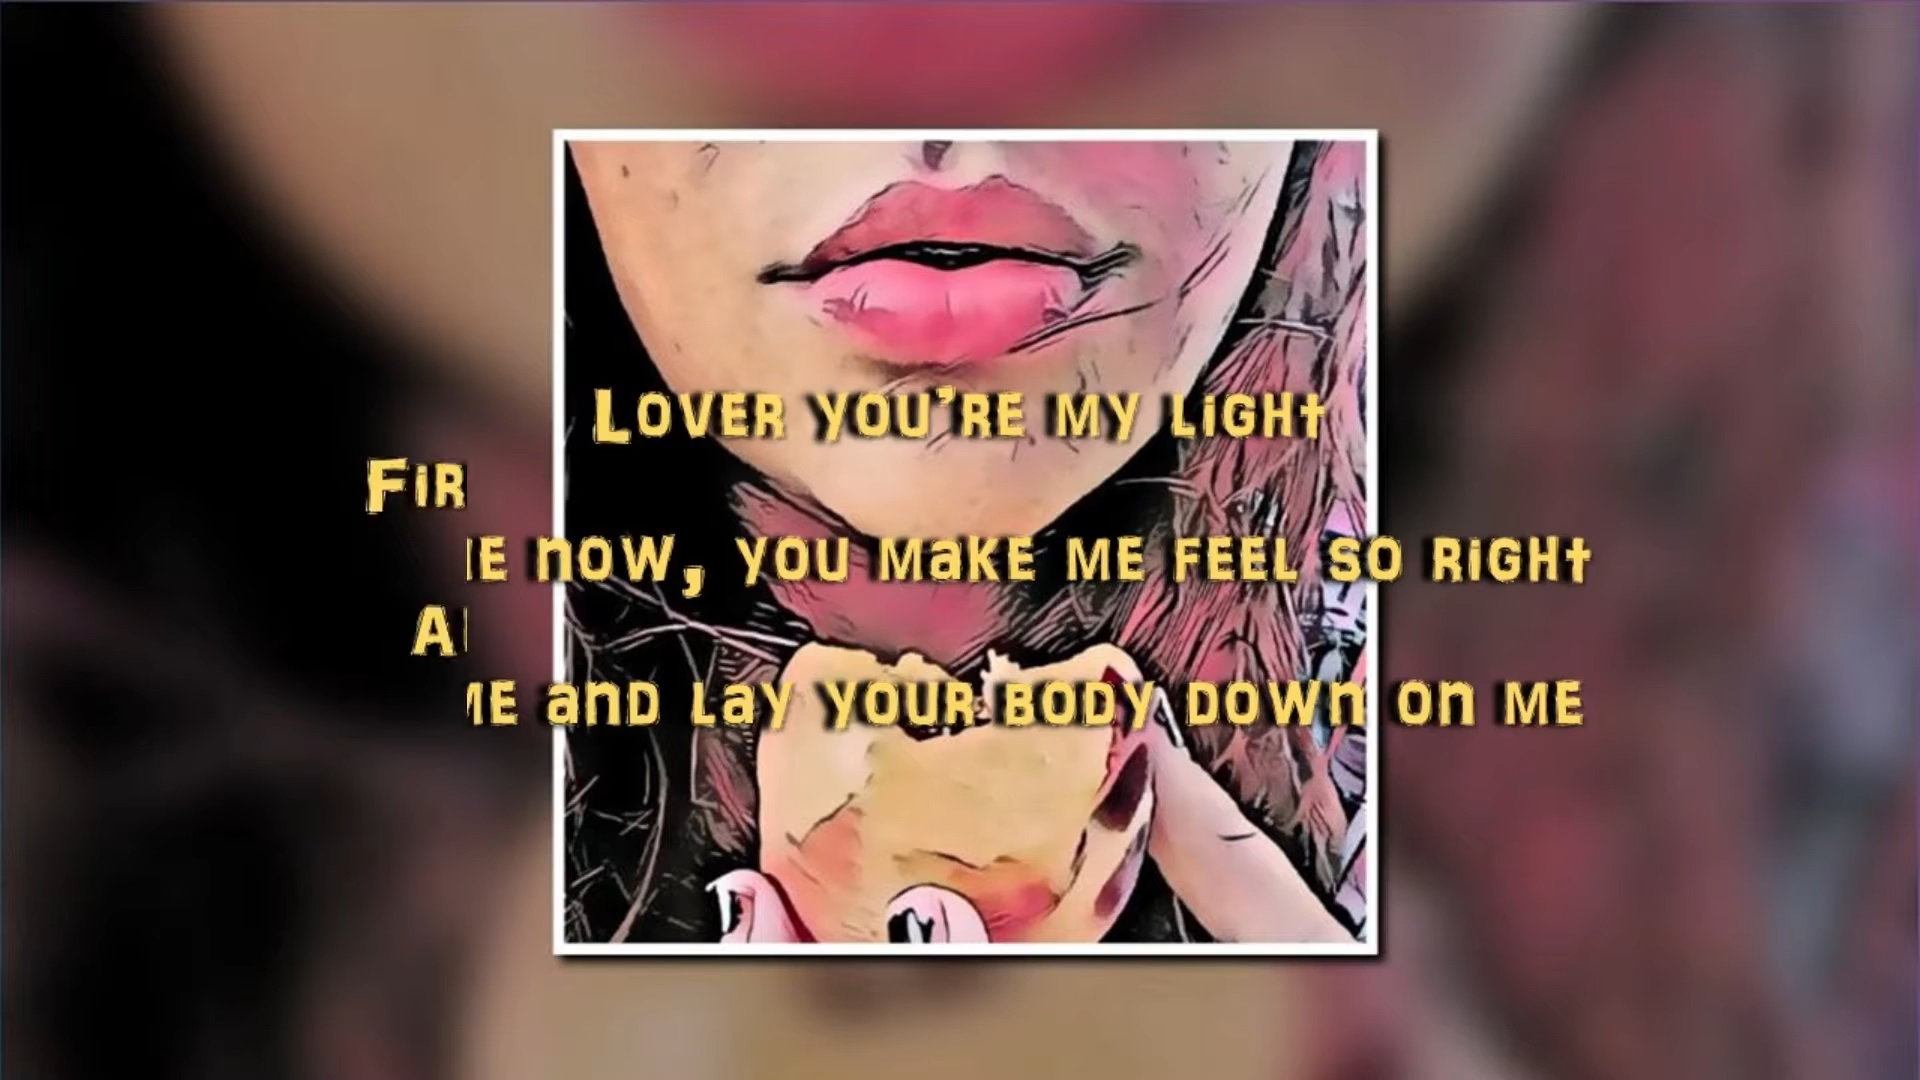 Lover you're my light
Fir
e now, you make me feel so right
A
me and lay your body down on me